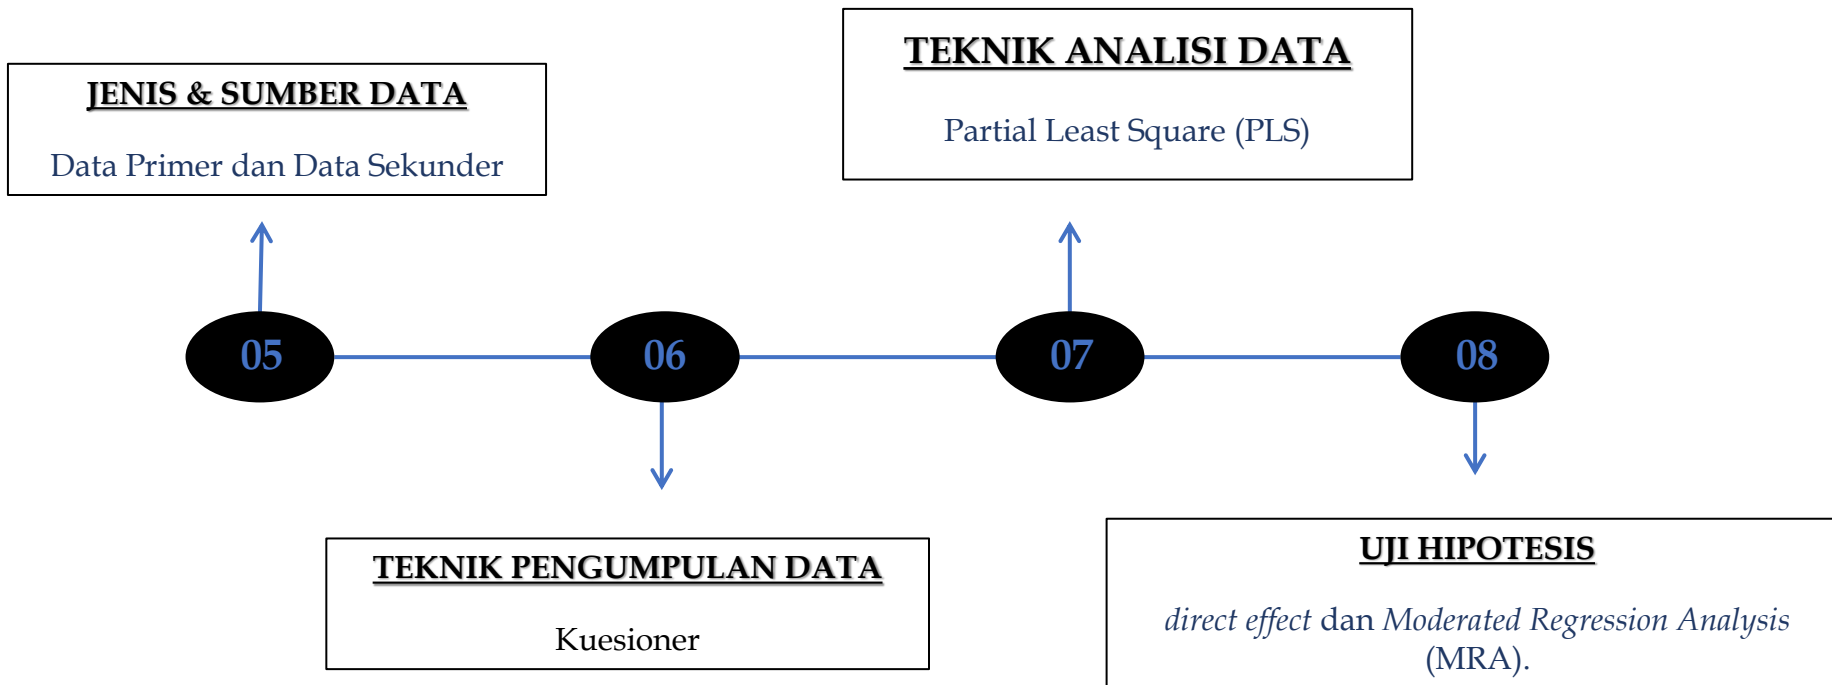 TEKNIK ANALISI DATA
Partial Least Square (PLS)
JENIS & SUMBER DATA
Data Primer dan Data Sekunder
05
06
07
08
TEKNIK PENGUMPULAN DATA
Kuesioner
UJI HIPOTESIS
direct effect dan Moderated Regression Analysis
(MRA).